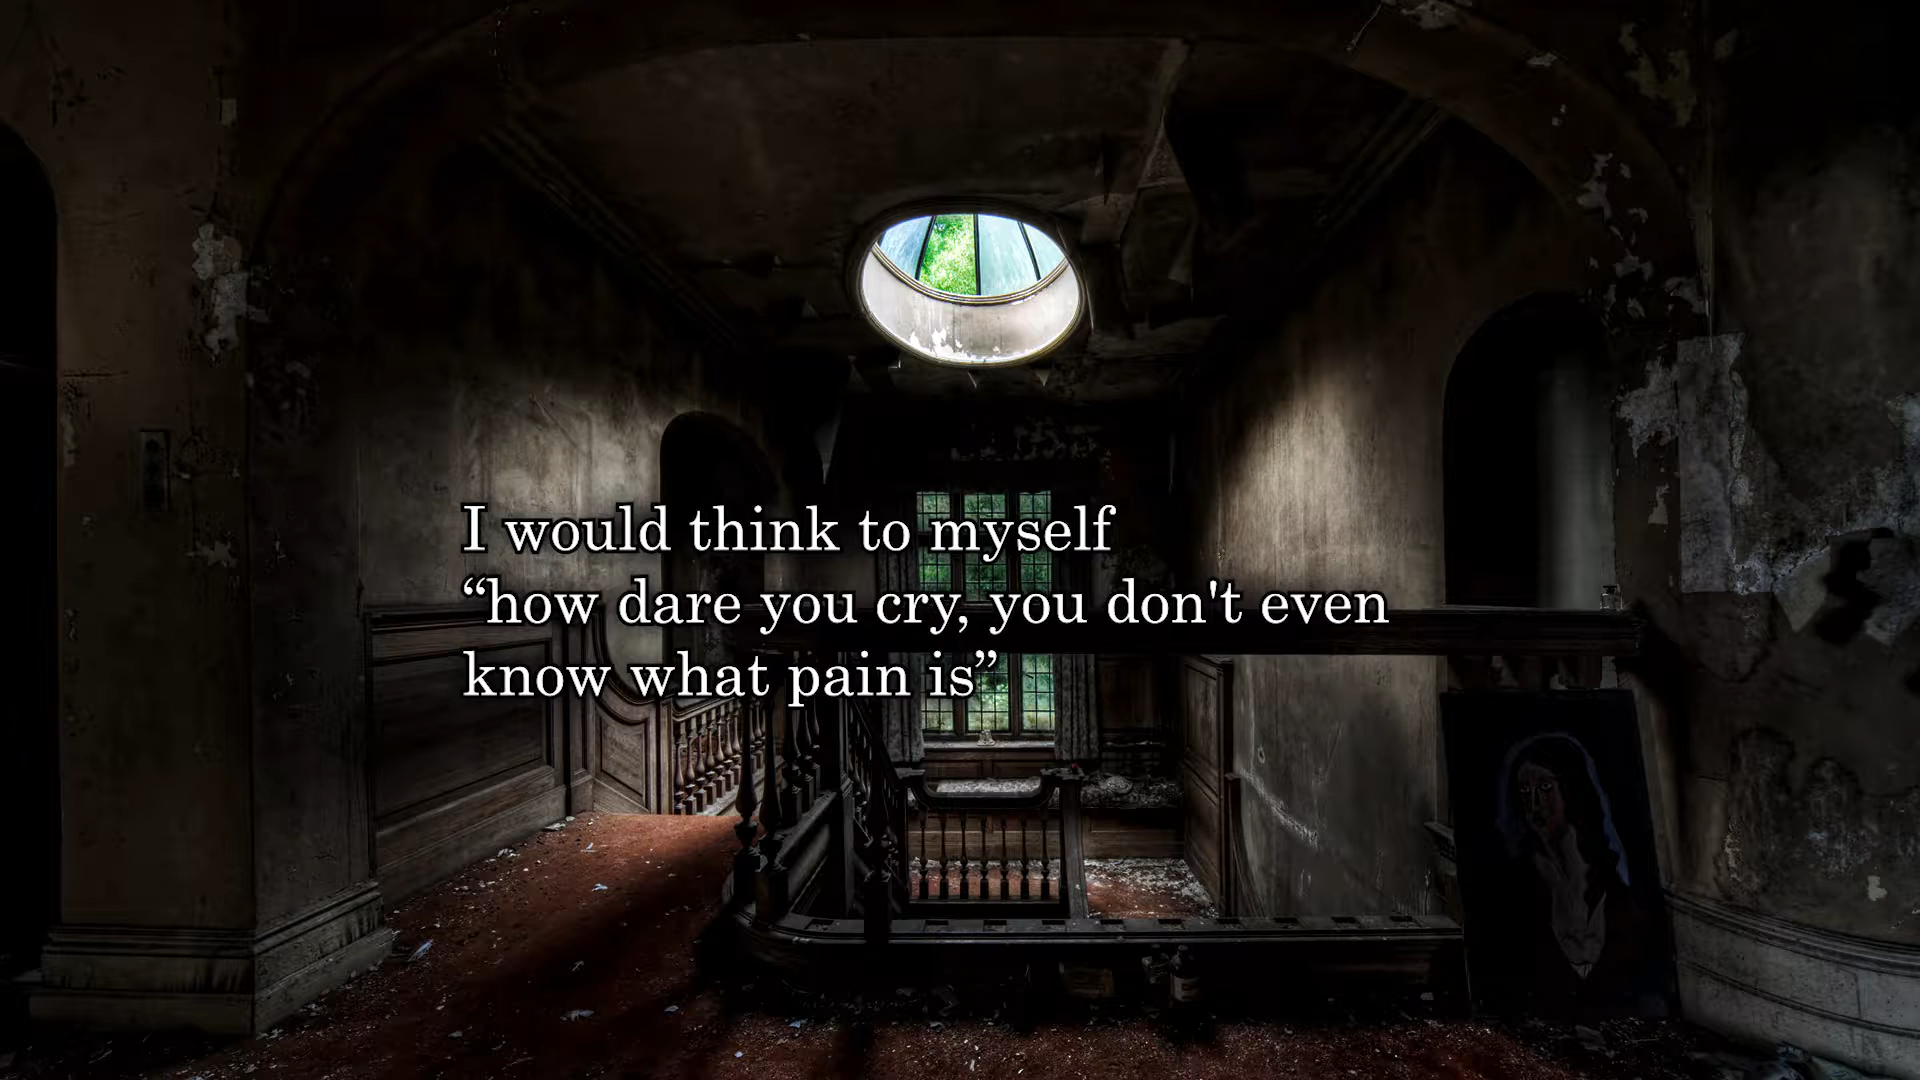 I would think to myself
“how dare you cry, you don't even
know what pain is”